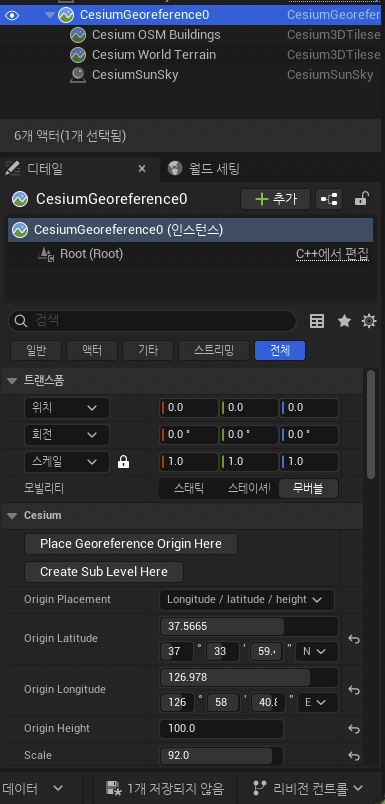 CesiumGeoreference0 CesiumGeorefer
Cesium OSM Buildings Cesium3DTilese
Cesium World Terrain Cesium3DTilese
CesiumSunSky CesiumSunSky
6개 액터(1개 선택됨)
디테일 × 월드 세팅
CesiumGeoreference0 + 추가
CesiumGeoreference0 (인스턴스)
Root (Root) C++에서 편집
검색
일반 액터 기타 스트리밍 전체
트랜스폼
위치 0.0 0.0 0.0
회전 0.0 ° 0.0 ° 0.0 °
스케일 1.0 1.0 1.0
모빌리티 스태틱 스테이셔 무버블
Cesium
Place Georeference Origin Here
Create Sub Level Here
Origin Placement Longitude / latitude / height
37.5665
Origin Latitude
37 ° 33 ' 59. " N
126.978
Origin Longitude
126 ° 58 ' 40.8 " E
Origin Height 100.0
Scale 92.0
데이터 1개 저장되지 않음 리비전 컨트롤